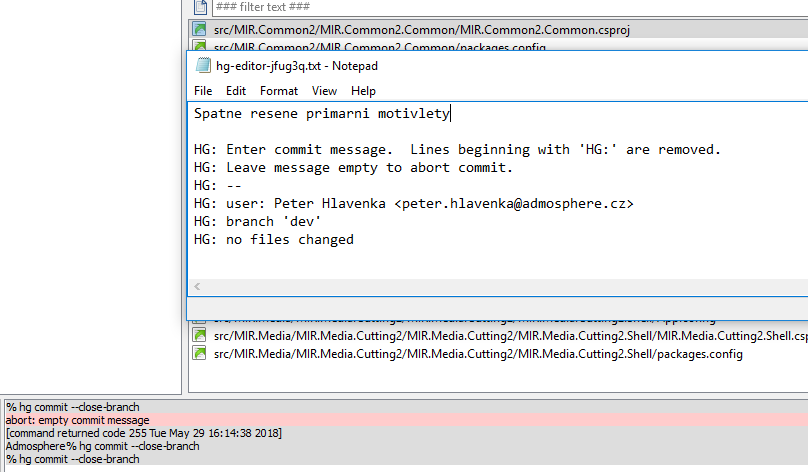 ### filter text ###
src/MIR.Common2/MIR.Common2.Common/MIR.Common2.Common.csproj
src/MIR.Common2/MIR.Common2.Common/packages.config
hg-editor-jfug3q.txt - Notepad
File Edit Format View Help
Spatne resene primarni motivlety
HG: Enter commit message.  Lines beginning with 'HG:' are removed.
HG: Leave message empty to abort commit.
HG: --
HG: user: Peter Hlavenka <peter.hlavenka@admosphere.cz>
HG: branch 'dev'
HG: no files changed
src/MIR.Media/MIR.Media.Cutting2/MIR.Media.Cutting2/MIR.Media.Cutting2.Shell/MIR.Media.Cutting2.Shell.csp
src/MIR.Media/MIR.Media.Cutting2/MIR.Media.Cutting2/MIR.Media.Cutting2.Shell/packages.config
% hg commit --close-branch
abort: empty commit message
[command returned code 255 Tue May 29 16:14:38 2018]
Admosphere% hg commit --close-branch
% hg commit --close-branch